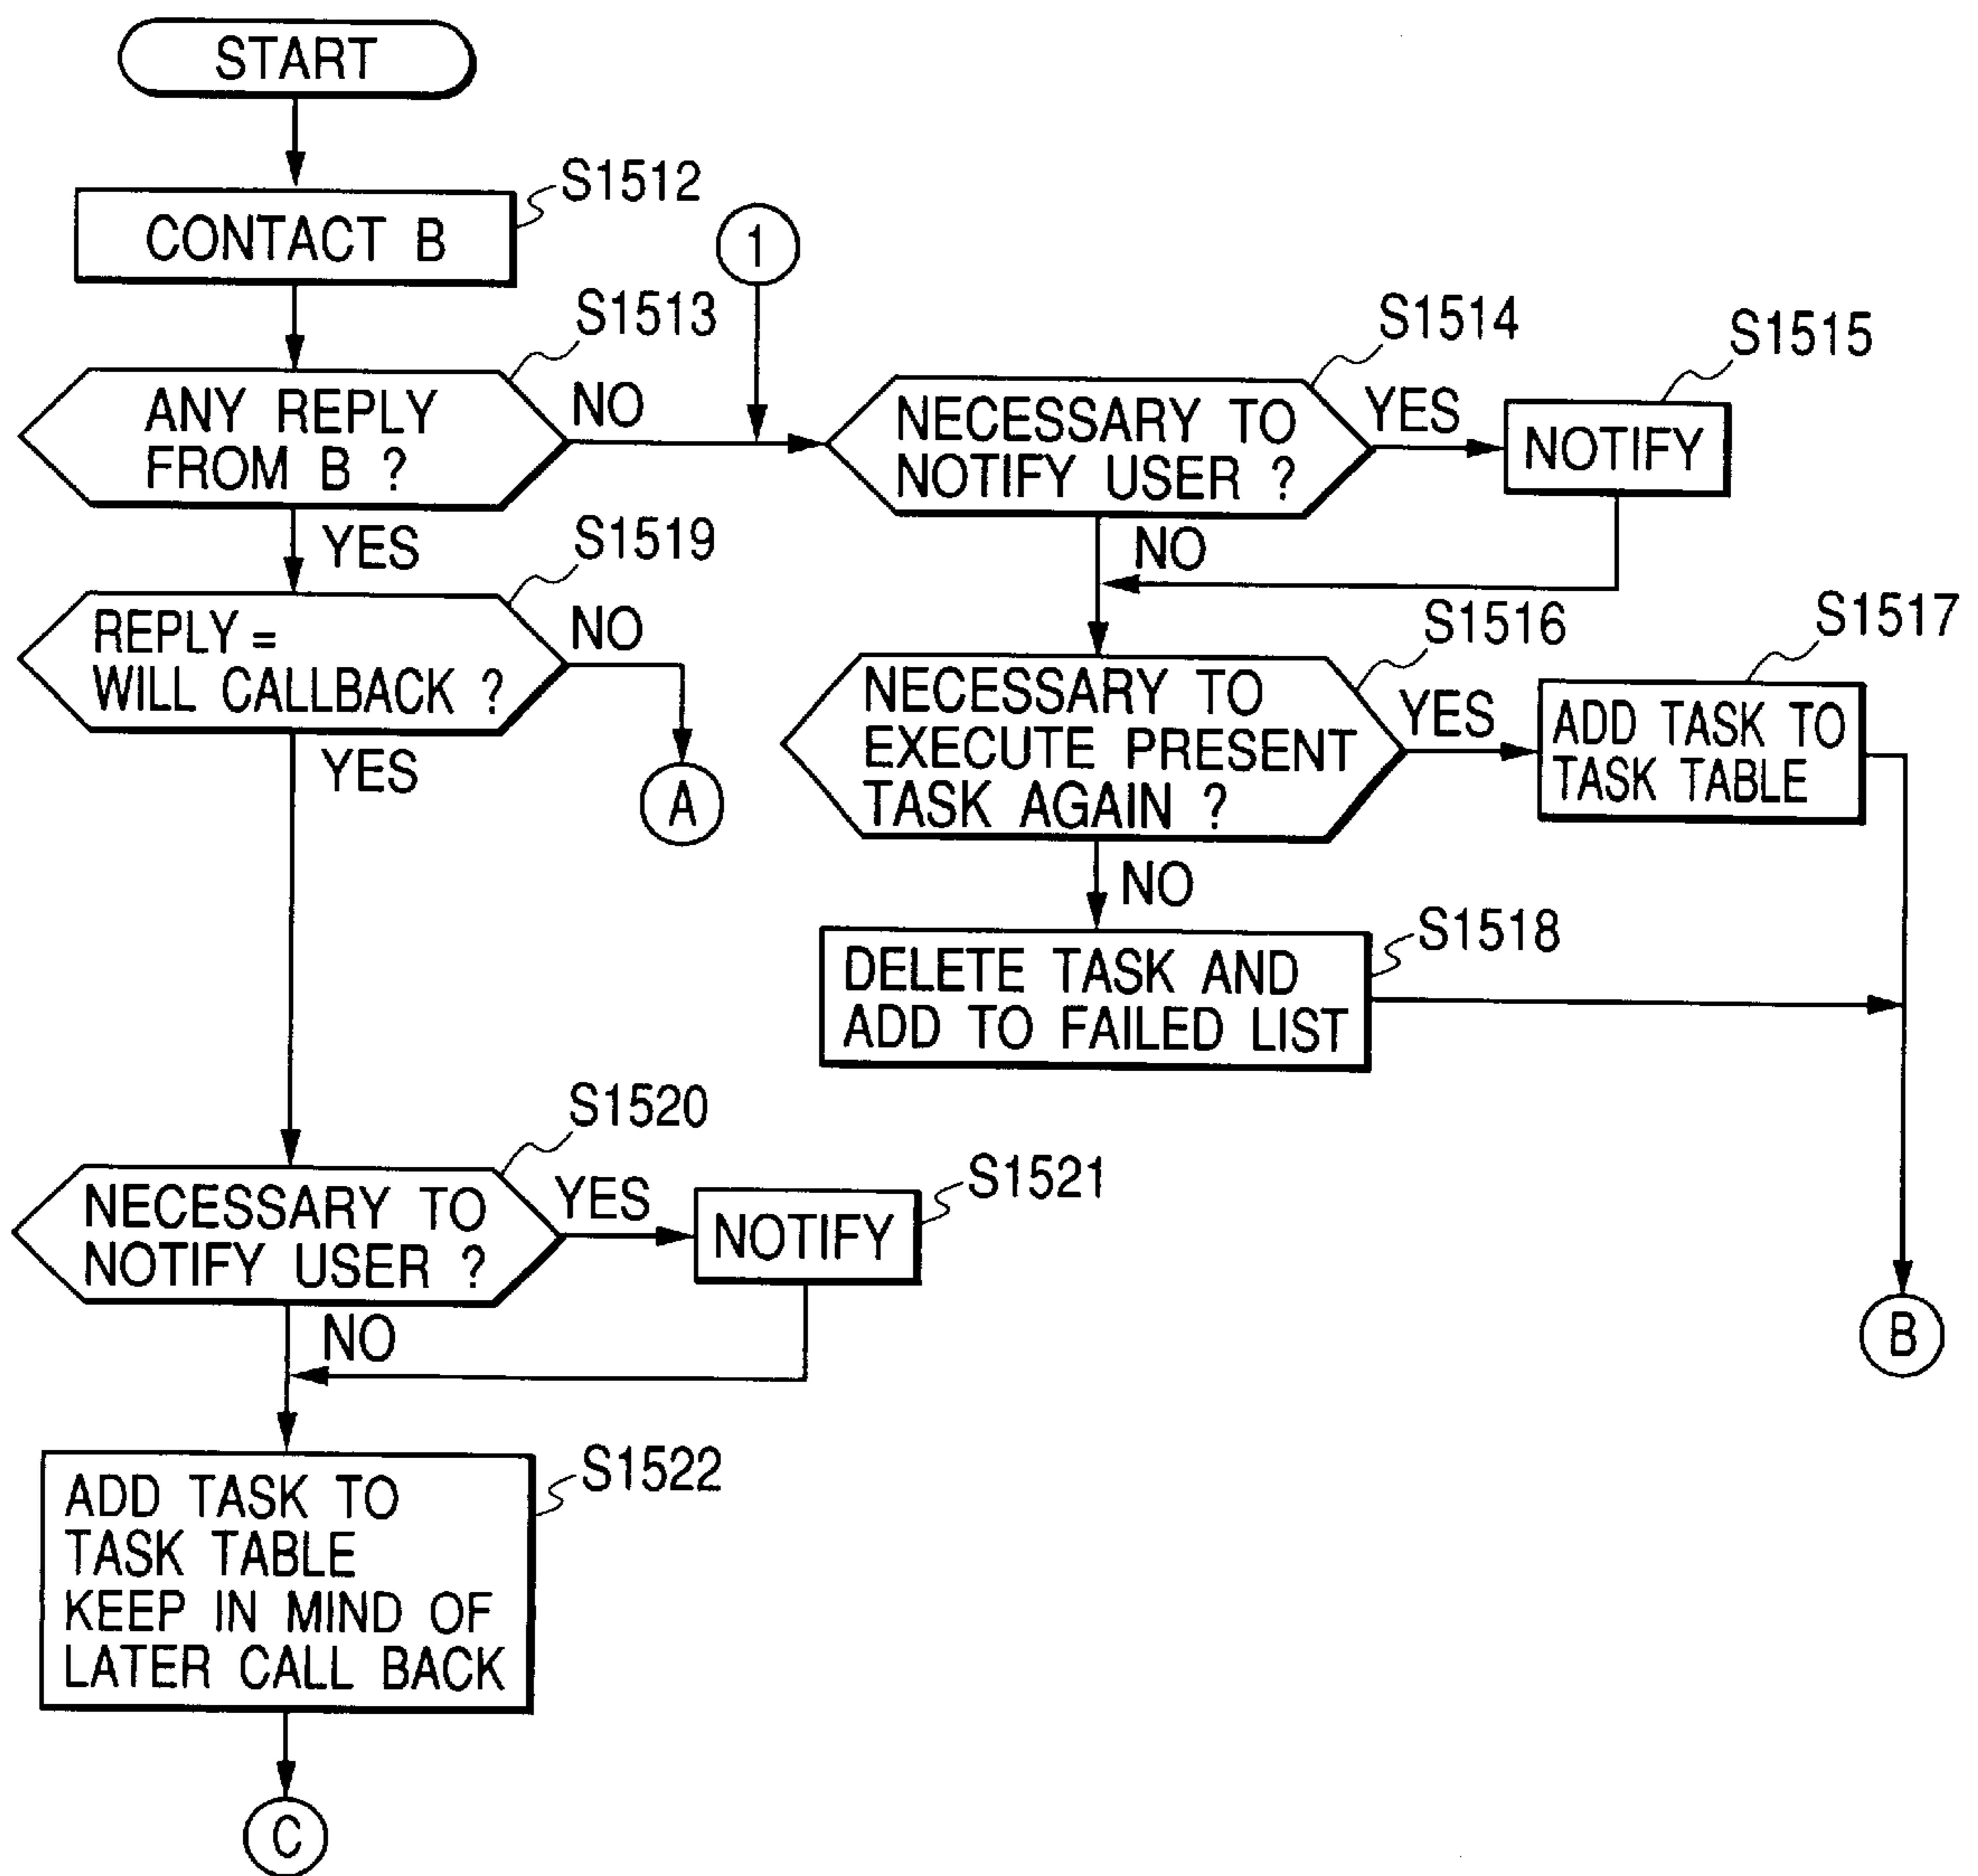 START
S1512
CONTACT B
1
S1513
ANY REPLY
FROM B ?
NO
YES
S1514
NECESSARY TO
NOTIFY USER ?
YES
NO
S1515
NOTIFY
S1519
REPLY =
WILL CALLBACK ?
NO
YES
A
S1516
NECESSARY TO
EXECUTE PRESENT
TASK AGAIN ?
YES
NO
S1517
ADD TASK TO
TASK TABLE
S1518
DELETE TASK AND
ADD TO FAILED LIST
B
S1520
NECESSARY TO
NOTIFY USER ?
YES
NO
S1521
NOTIFY
S1522
ADD TASK TO
TASK TABLE
KEEP IN MIND OF
LATER CALL BACK
C